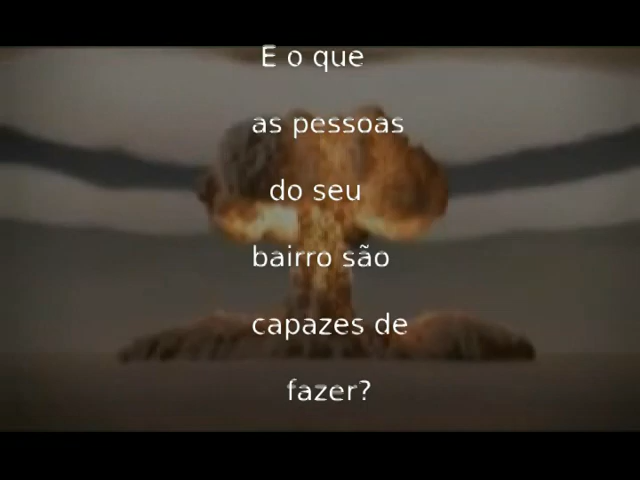 E o que
as pessoas
do seu
bairro são
capazes de
fazer?